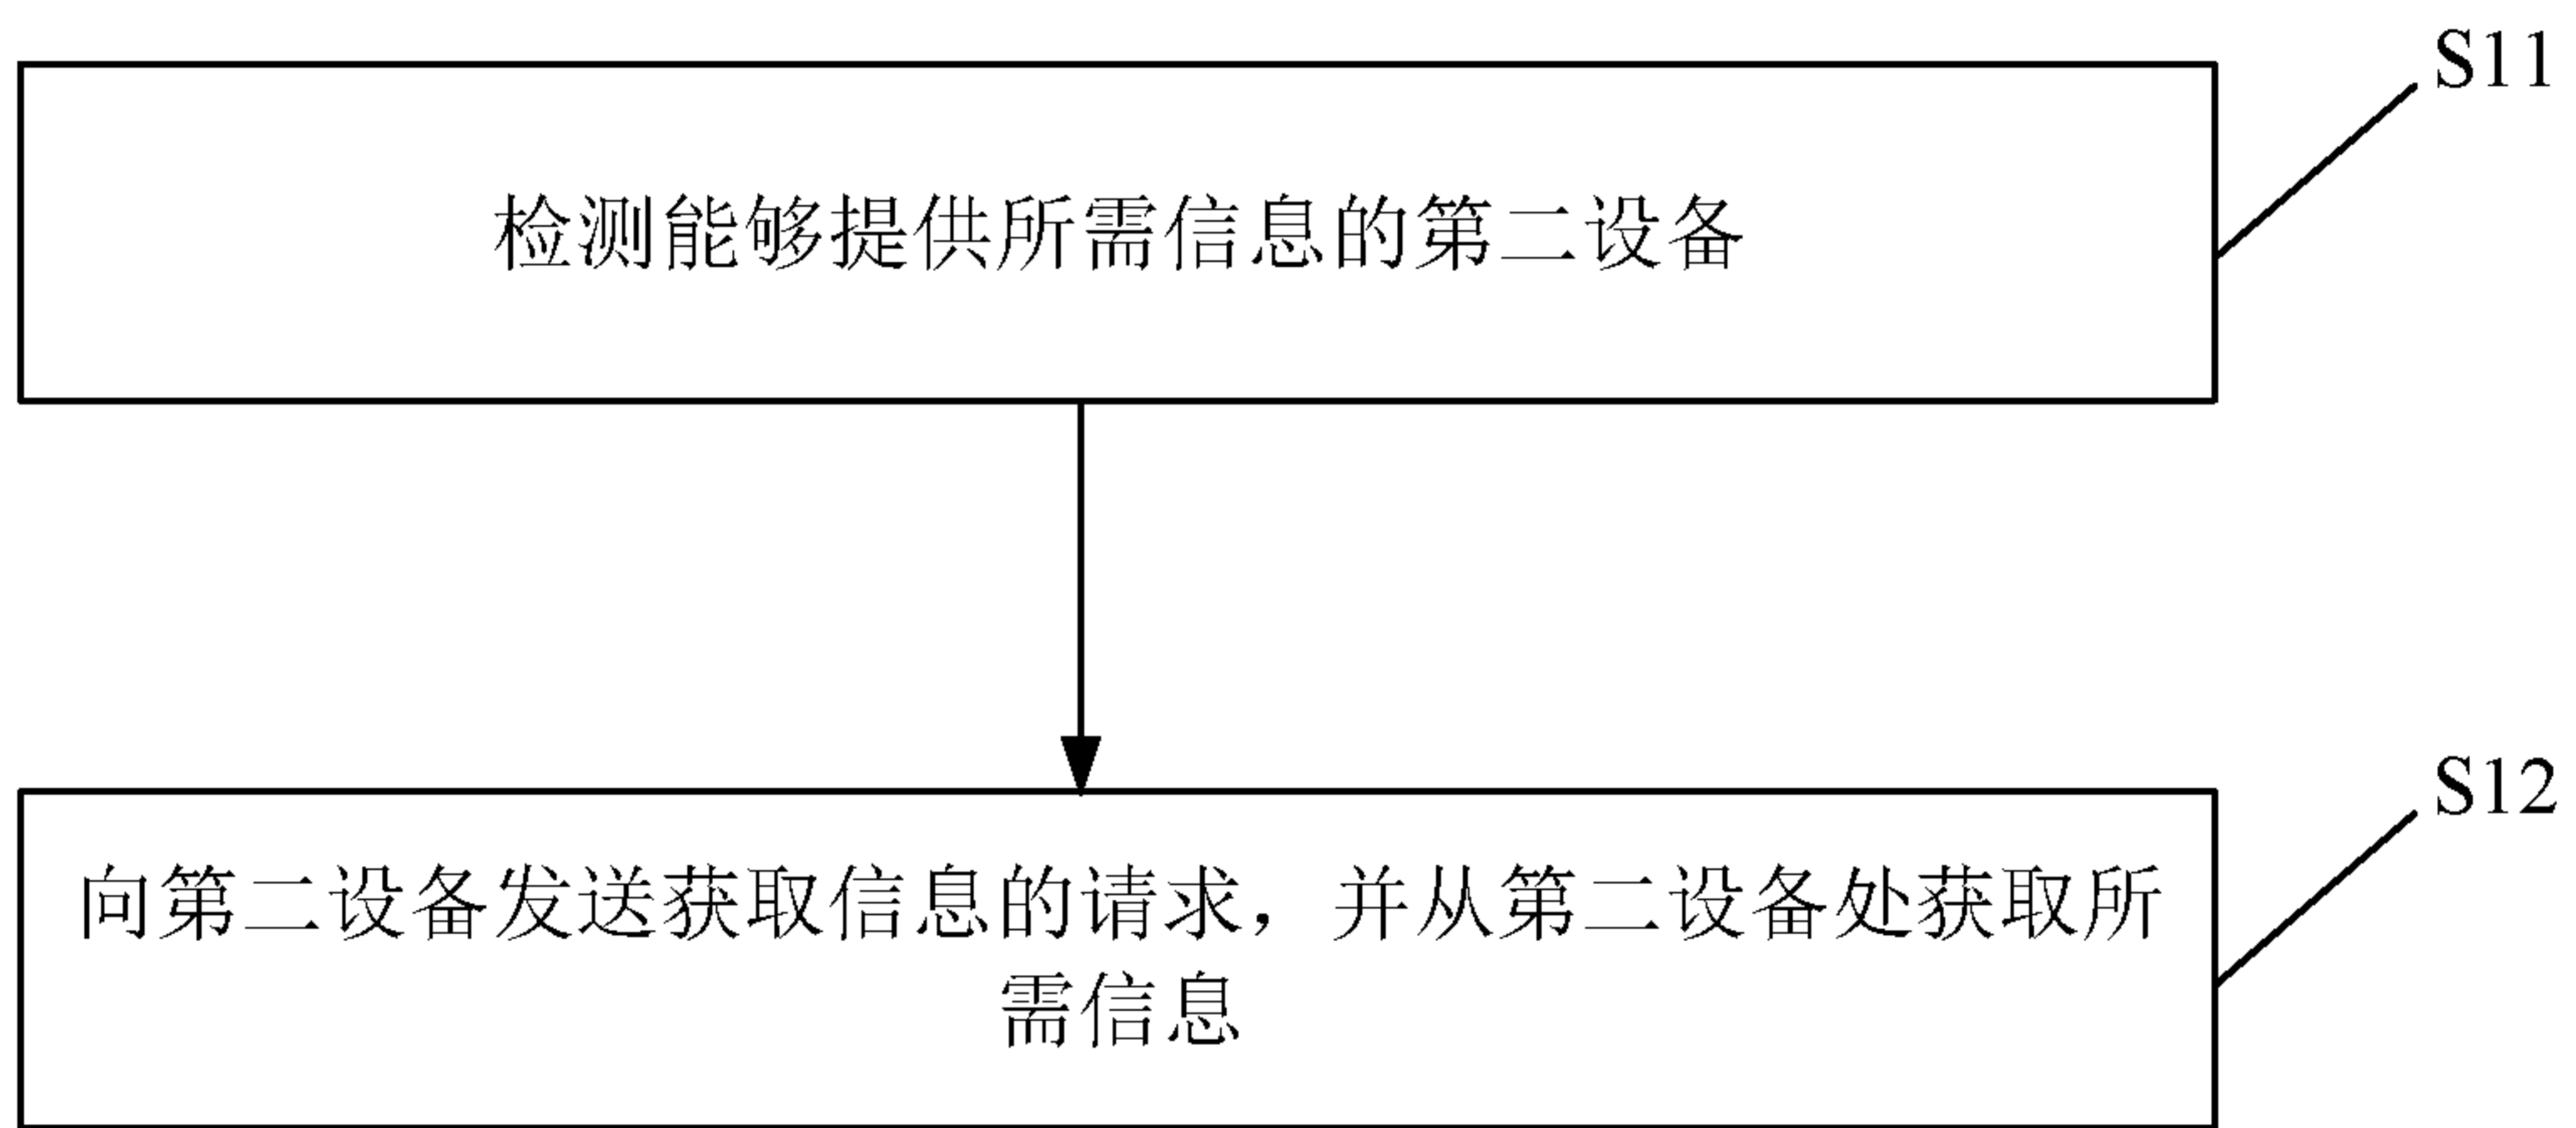 S11
检测能够提供所需信息的第二设备
S12
向第二设备发送获取信息的请求，并从第二设备处获取所
需信息